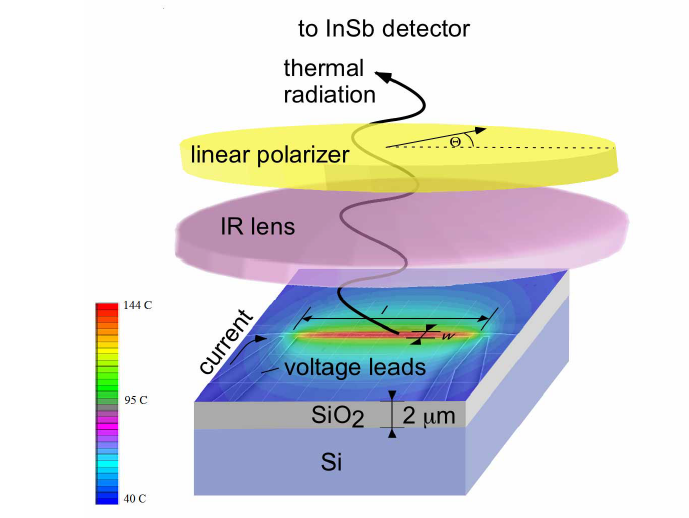 to InSb detector
thermal
radiation
Θ
linear polarizer
IR lens
144 C
95 C
40 C
current
l
w
voltage leads
SiO2
2 μm
Si